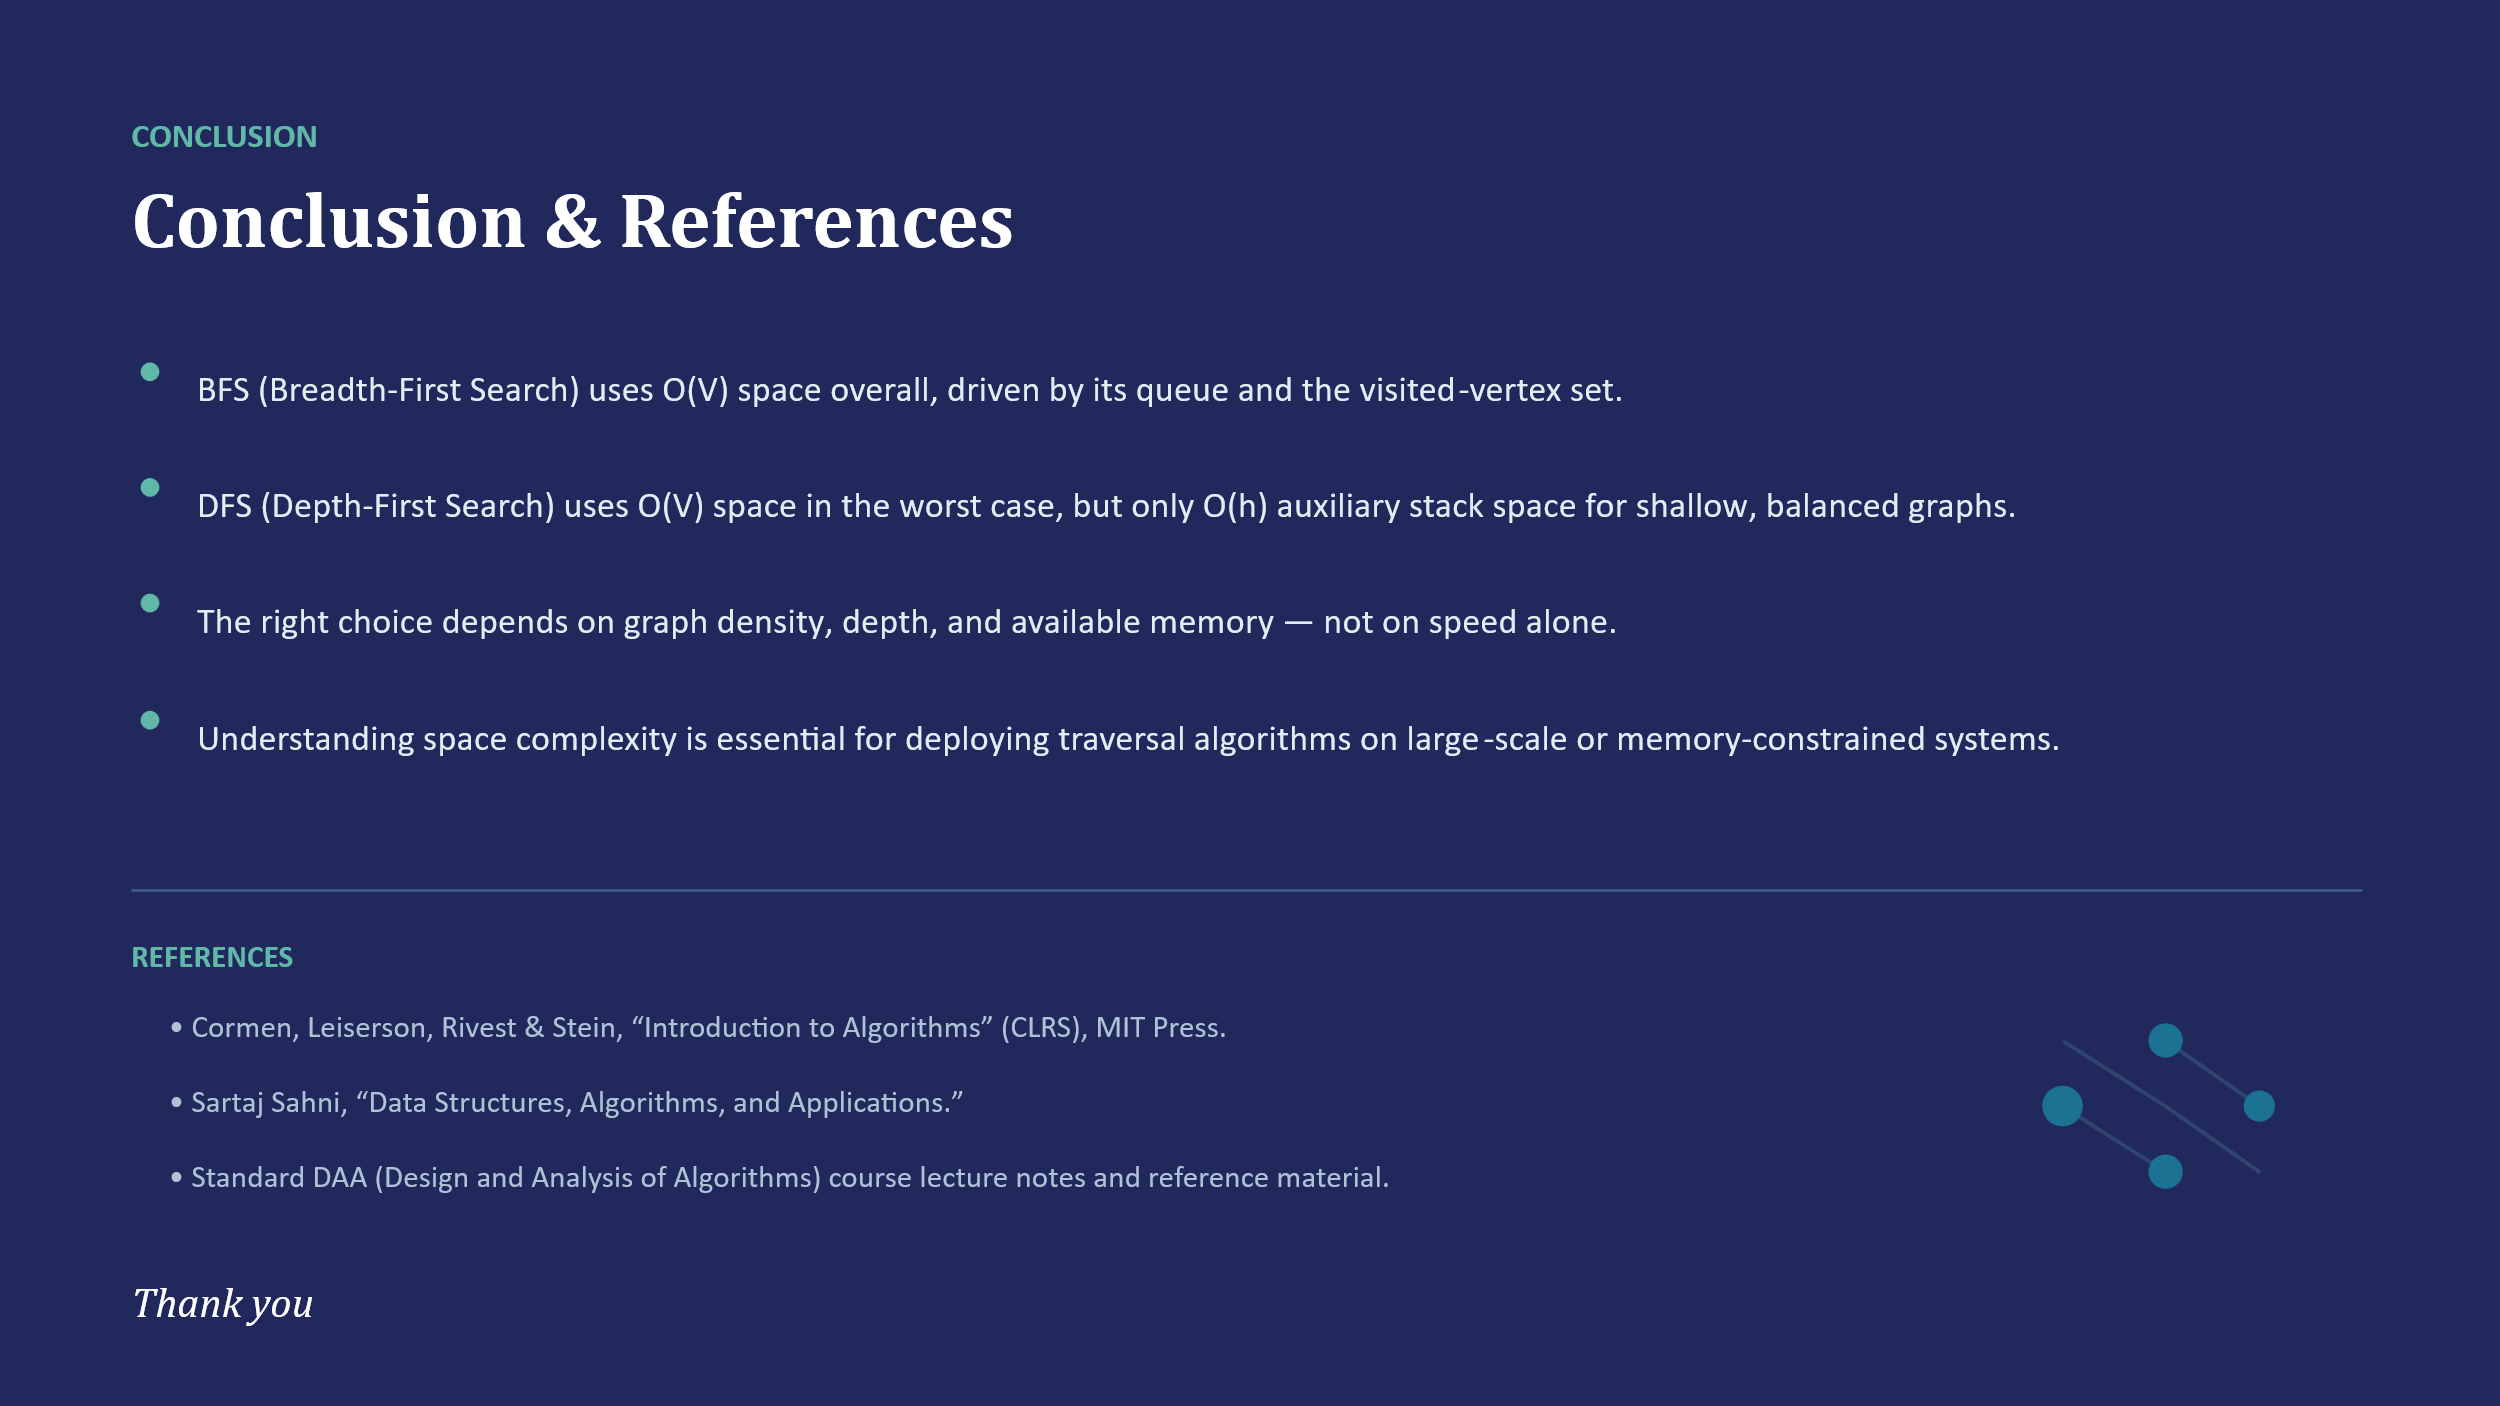 CONCLUSION
Conclusion & References
BFS (Breadth-First Search) uses O(V) space overall, driven by its queue and the visited-vertex set.
DFS (Depth-First Search) uses O(V) space in the worst case, but only O(h) auxiliary stack space for shallow, balanced graphs.
The right choice depends on graph density, depth, and available memory — not on speed alone.
Understanding space complexity is essential for deploying traversal algorithms on large-scale or memory-constrained systems.
REFERENCES
• Cormen, Leiserson, Rivest & Stein, “Introduction to Algorithms” (CLRS), MIT Press.
• Sartaj Sahni, “Data Structures, Algorithms, and Applications.”
• Standard DAA (Design and Analysis of Algorithms) course lecture notes and reference material.
Thank you